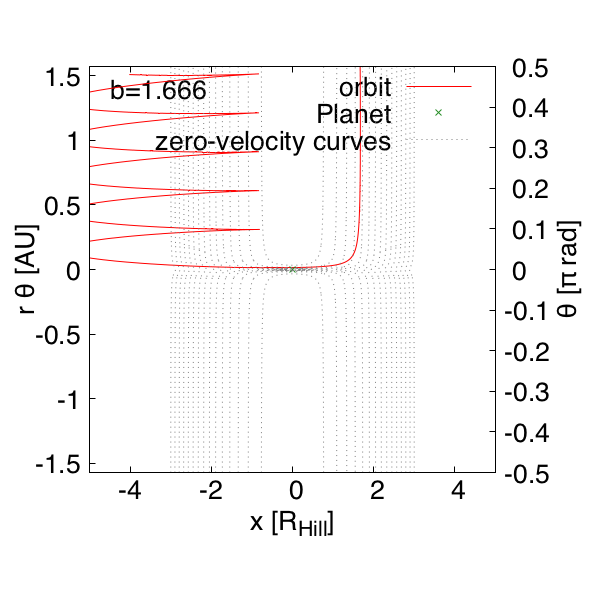 b=1.666
orbit
Planet
zero-velocity curves
r θ [AU]
1.5
1
0.5
0
-0.5
-1
-1.5
0.5
0.4
0.3
0.2
0.1
0
-0.1
-0.2
-0.3
-0.4
-0.5
θ [π rad]
-4 -2 0 2 4
x [R_Hill]